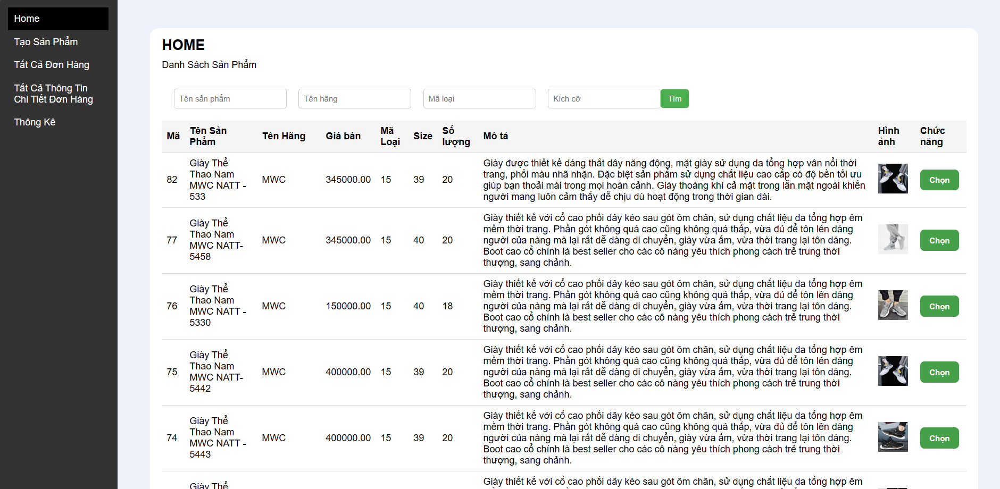 Home
Tạo Sản Phẩm
Tất Cả Đơn Hàng
Tất Cả Thông Tin
Chi Tiết Đơn Hàng
Thông Kê
HOME
Danh Sách Sản Phẩm
Tên sản phẩm Tên hãng Mã loại Kích cỡ Tìm
Mã Tên Sản Phẩm Tên Hãng Giá bán Mã Loại Size Số lượng Mô tả Hình ảnh Chức năng
Giày Thể
Thao Nam
MWC NATT -
533
82 MWC 345000.00 15 39 20
Giày được thiết kế dáng thắt dây năng động, mặt giày sử dụng da tổng hợp vân nổi thời
trang, phối màu nhã nhặn. Đặc biệt sản phẩm sử dụng chất liệu cao cấp có độ bền tối ưu
giúp bạn thoải mái trong mọi hoàn cảnh. Giày thoáng khí cả mặt trong lẫn mặt ngoài khiến
người mang luôn cảm thấy dễ chịu dù hoạt động trong thời gian dài.
Chọn
Giày Thể
Thao Nam
MWC NATT-
5458
77 MWC 345000.00 15 40 20
Giày thiết kế với cổ cao phối dây kéo sau gót ôm chân, sử dụng chất liệu da tổng hợp êm
mềm thời trang. Phần gót không quá cao cũng không quá thấp, vừa đủ để tôn lên dáng
người của nàng mà lại rất dễ dàng di chuyển, giày vừa ấm, vừa thời trang lại tôn dáng.
Boot cao cổ chính là best seller cho các cô nàng yêu thích phong cách trẻ trung thời
thượng, sang chảnh.
Chọn
Giày Thể
Thao Nam
MWC NATT -
5330
76 MWC 150000.00 15 40 18
Giày thiết kế với cổ cao phối dây kéo sau gót ôm chân, sử dụng chất liệu da tổng hợp êm
mềm thời trang. Phần gót không quá cao cũng không quá thấp, vừa đủ để tôn lên dáng
người của nàng mà lại rất dễ dàng di chuyển, giày vừa ấm, vừa thời trang lại tôn dáng.
Boot cao cổ chính là best seller cho các cô nàng yêu thích phong cách trẻ trung thời
thượng, sang chảnh.
Chọn
Giày Thể
Thao Nam
MWC NATT-
5442
75 MWC 400000.00 15 39 20
Giày thiết kế với cổ cao phối dây kéo sau gót ôm chân, sử dụng chất liệu da tổng hợp êm
mềm thời trang. Phần gót không quá cao cũng không quá thấp, vừa đủ để tôn lên dáng
người của nàng mà lại rất dễ dàng di chuyển, giày vừa ấm, vừa thời trang lại tôn dáng.
Boot cao cổ chính là best seller cho các cô nàng yêu thích phong cách trẻ trung thời
thượng, sang chảnh.
Chọn
Giày Thể
Thao Nam
MWC NATT -
5443
74 MWC 400000.00 15 39 20
Giày thiết kế với cổ cao phối dây kéo sau gót ôm chân, sử dụng chất liệu da tổng hợp êm
mềm thời trang. Phần gót không quá cao cũng không quá thấp, vừa đủ để tôn lên dáng
người của nàng mà lại rất dễ dàng di chuyển, giày vừa ấm, vừa thời trang lại tôn dáng.
Boot cao cổ chính là best seller cho các cô nàng yêu thích phong cách trẻ trung thời
thượng, sang chảnh.
Chọn
Giày Thể
Giày thiết kế với cổ cao phối dây kéo sau gót ôm chân, sử dụng chất liệu da tổng hợp êm